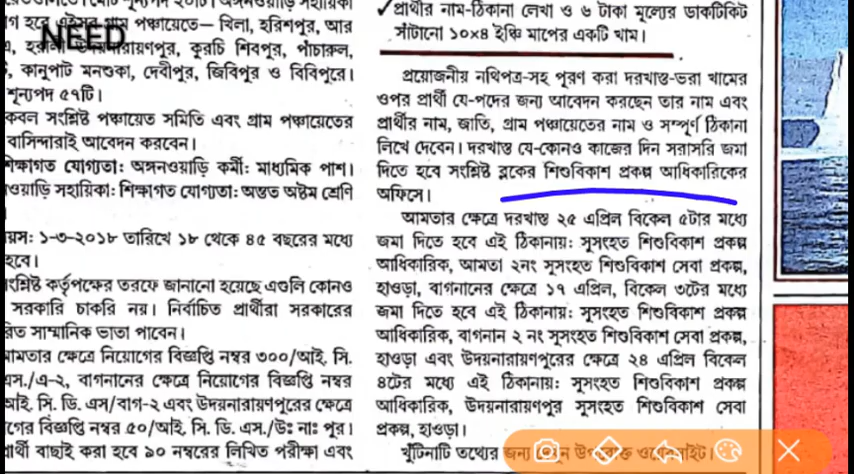 NEED
গ্রাম পঞ্চায়েতে— খিলা, হরিশপুর, আর
উদয়নারায়ণপুর, কুরচি শিবপুর, পাঁচারুল,
কানুপাট মনশুকা, দেবীপুর, জিবিপুর ও বিবিপুরে।
শূন্যপদ ৫৭টি।
কেবল সংশ্লিষ্ট পঞ্চায়েত সমিতি এবং গ্রাম পঞ্চায়েতের
বাসিন্দারাই আবেদন করবেন।
শিক্ষাগত যোগ্যতা: অঙ্গনওয়াড়ি কর্মী: মাধ্যমিক পাশ।
নওয়াড়ি সহায়িকা: শিক্ষাগত যোগ্যতা: অন্তত অষ্টম শ্রেণি
য়স: ১-৩-২০১৮ তারিখে ১৮ থেকে ৪৫ বছরের মধ্যে
হবে।
ংশ্লিষ্ট কর্তৃপক্ষের তরফে জানানো হয়েছে এগুলি কোনও
সরকারি চাকরি নয়। নির্বাচিত প্রার্থীরা সরকারের
রিত সাম্মানিক ভাতা পাবেন।
আমতার ক্ষেত্রে নিয়োগের বিজ্ঞপ্তি নম্বর ৩০০/আই. সি.
এস./এ-২, বাগনানের ক্ষেত্রে নিয়োগের বিজ্ঞপ্তি নম্বর
আই. সি. ডি. এস/বাগ-২ এবং উদয়নারায়ণপুরের ক্ষেত্রে
গের বিজ্ঞপ্তি নম্বর ৫০/আই. সি. ডি. এস./উঃ নাঃ পুর।
প্রার্থী বাছাই করা হবে ৯০ নম্বরের লিখিত পরীক্ষা এবং
✓প্রার্থীর নাম-ঠিকানা লেখা ও ৬ টাকা মূল্যের ডাকটিকিট
সাঁটানো ১০x৪ ইঞ্চি মাপের একটি খাম।
প্রয়োজনীয় নথিপত্র-সহ পূরণ করা দরখাস্ত-ভরা খামের
ওপর প্রার্থী যে-পদের জন্য আবেদন করছেন তার নাম এবং
প্রার্থীর নাম, জাতি, গ্রাম পঞ্চায়েতের নাম ও সম্পূর্ণ ঠিকানা
লিখে দেবেন। দরখাস্ত যে-কোনও কাজের দিন সরাসরি জমা
দিতে হবে সংশ্লিষ্ট ব্লকের শিশুবিকাশ প্রকল্প আধিকারিকের
অফিসে।
আমতার ক্ষেত্রে দরখাস্ত ২৫ এপ্রিল বিকেল ৫টার মধ্যে
জমা দিতে হবে এই ঠিকানায়: সুসংহত শিশুবিকাশ প্রকল্প
আধিকারিক, আমতা ২নং সুসংহত শিশুবিকাশ সেবা প্রকল্প,
হাওড়া, বাগনানের ক্ষেত্রে ১৭ এপ্রিল, বিকেল ৩টের মধ্যে
জমা দিতে হবে এই ঠিকানায়: সুসংহত শিশুবিকাশ প্রকল্প
আধিকারিক, বাগনান ২ নং সুসংহত শিশুবিকাশ সেবা প্রকল্প,
হাওড়া এবং উদয়নারায়ণপুরের ক্ষেত্রে ২৪ এপ্রিল বিকেল
৪টের মধ্যে এই ঠিকানায়: সুসংহত শিশুবিকাশ প্রকল্প
আধিকারিক, উদয়নারায়ণপুর সুসংহত শিশুবিকাশ সেবা
প্রকল্প, হাওড়া।
খুঁটিনাটি তথ্যের জন্য